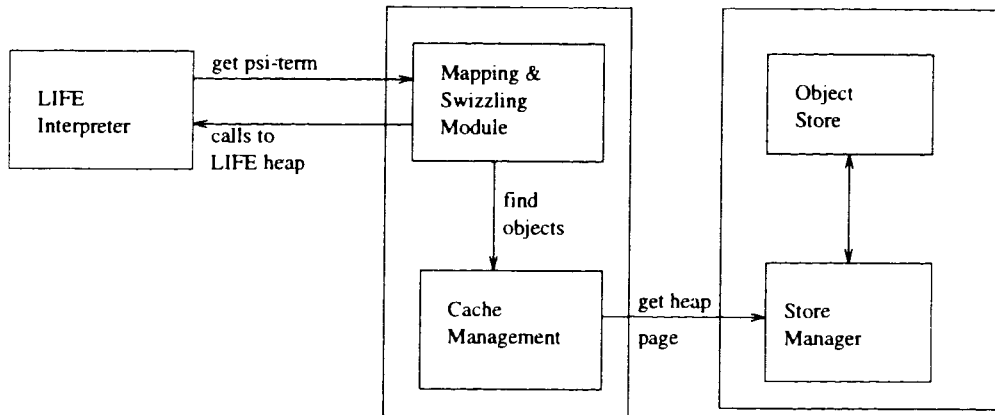 LIFE
Interpreter
get psi-term
calls to
LIFE heap
Mapping &
Swizzling
Module
find
objects
Cache
Management
get heap
page
Object
Store
Store
Manager